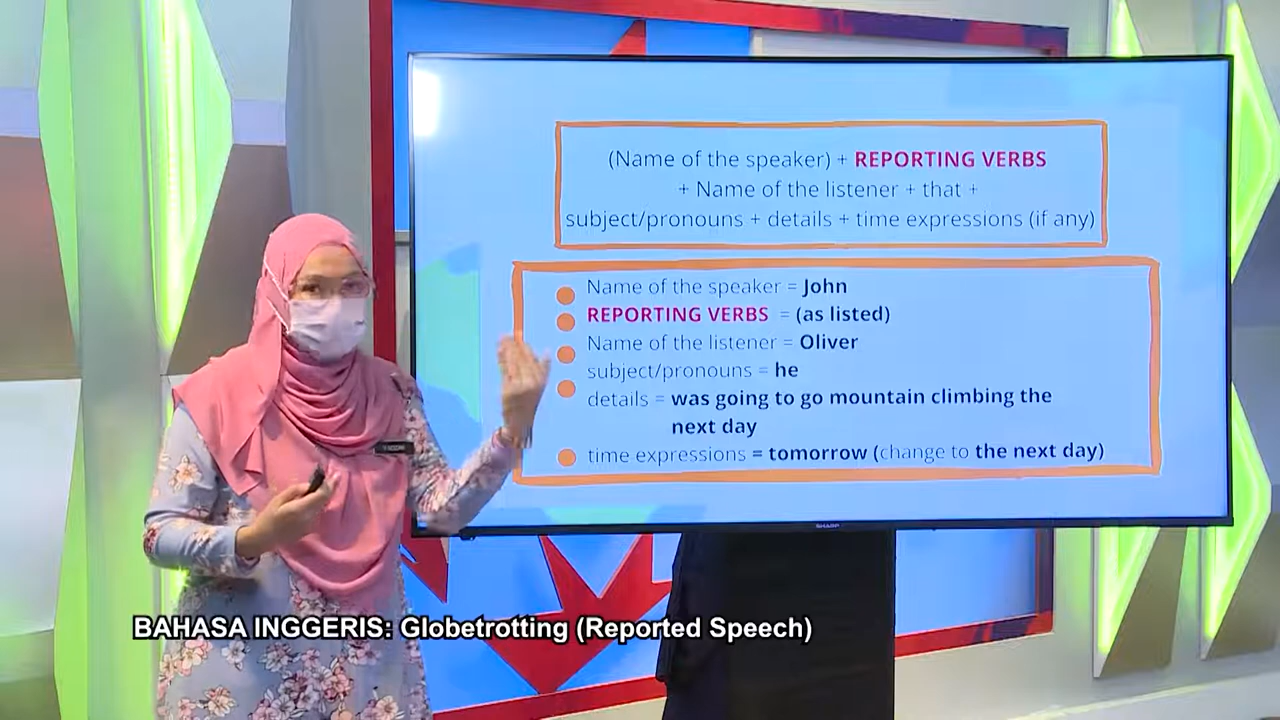 (Name of the speaker) + REPORTING VERBS
+ Name of the listener + that +
subject/pronouns + details + time expressions (if any)
Name of the speaker = John
REPORTING VERBS = (as listed)
Name of the listener = Oliver
subject/pronouns = he
details = was going to go mountain climbing the
next day
time expressions = tomorrow (change to the next day)
SHARP
BAHASA INGGERIS: Globetrotting (Reported Speech)